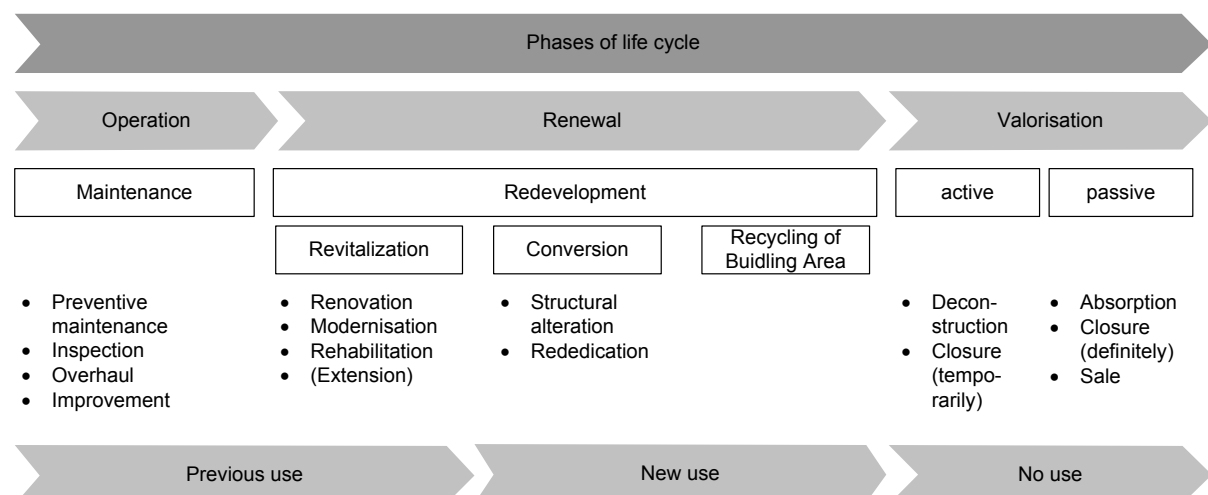 Phases of life cycle
Operation
Renewal
Valorisation
Maintenance
Redevelopment
active
passive
Revitalization
Conversion
Recycling of
Buidling Area
• Preventive
maintenance
• Inspection
• Overhaul
• Improvement
• Renovation
• Modernisation
• Rehabilitation
• (Extension)
• Structural
alteration
• Rededication
• Decon-
struction
• Closure
(tempo-
rarily)
• Absorption
• Closure
(definitely)
• Sale
Previous use
New use
No use